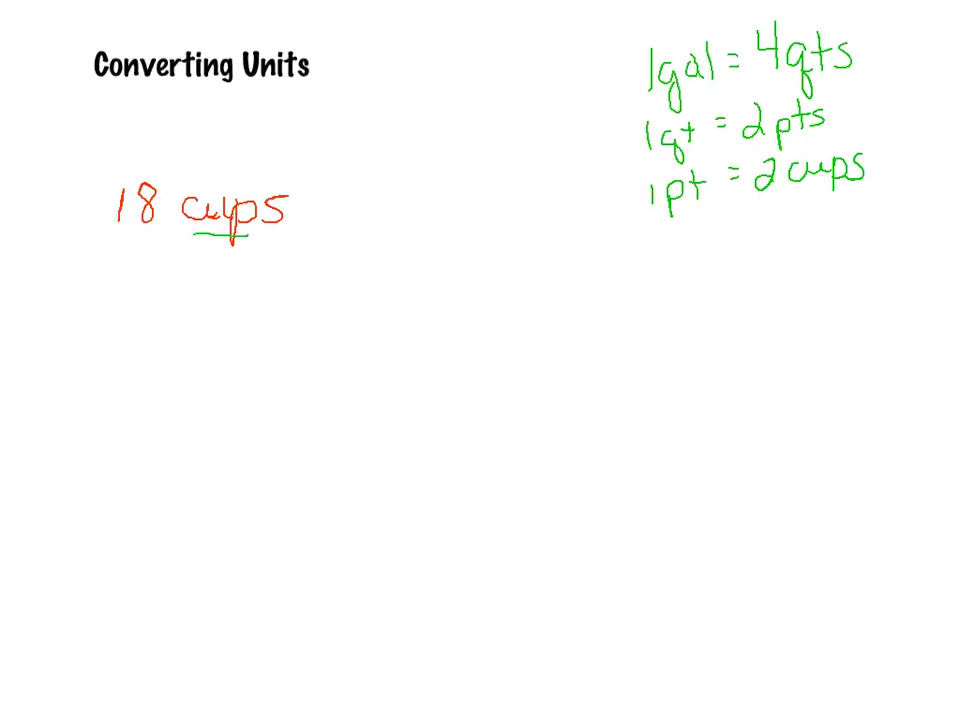 Converting Units
1gal = 4qts
1qt = 2pts
1pt = 2cups
18 cups